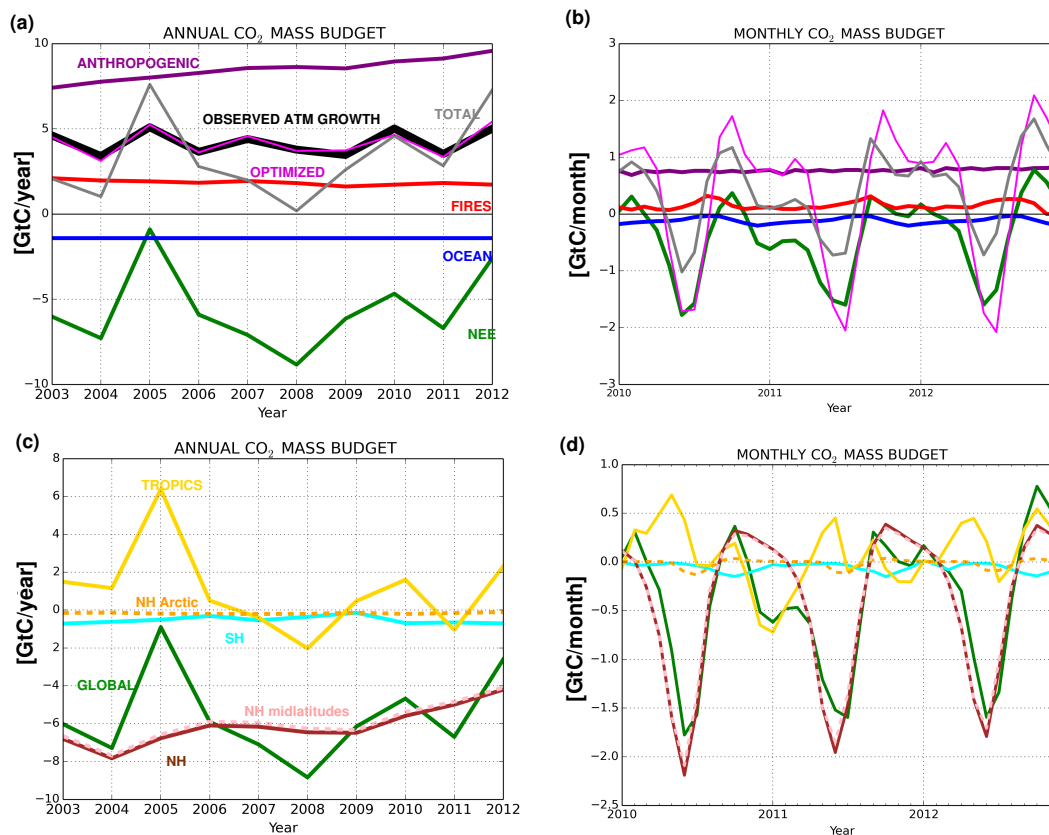 (a)
ANNUAL CO₂ MASS BUDGET
10
5
0
−5
−10
[GtC/year]
ANTHROPOGENIC
OBSERVED ATM GROWTH
TOTAL
OPTIMIZED
FIRES
OCEAN
NEE
2003 2004 2005 2006 2007 2008 2009 2010 2011 2012
Year
(b)
MONTHLY CO₂ MASS BUDGET
3
2
1
0
−1
−2
−3
[GtC/month]
2010 2011 2012
Year
(c)
ANNUAL CO₂ MASS BUDGET
8
6
4
2
0
2
−4
−6
−8
−10
[GtC/year]
TROPICS
NH Arctic
SH
GLOBAL
NH midlatitudes
NH
2003 2004 2005 2006 2007 2008 2009 2010 2011 2012
Year
(d)
MONTHLY CO₂ MASS BUDGET
1.0
0.5
0.0
−0.5
−1.0
−1.5
−2.0
−2.5
[GtC/month]
2010 2011 2012
Year